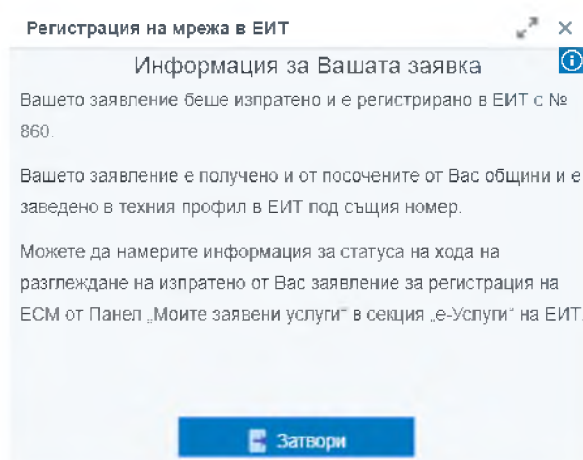 Регистрация на мрежа в ЕИТ
Информация за Вашата заявка
Вашето заявление беше изпратено и е регистрирано в ЕИТ с №
860.
Вашето заявление е получено и от посочените от Вас общини и е
заведено в техния профил в ЕИТ под същия номер.
Можете да намерите информация за статуса на хода на
разглеждане на изпратено от Вас заявление за регистрация на
ЕСМ от Панел „Моите заявени услуги“ в секция „е-Услуги“ на ЕИТ.
Затвори